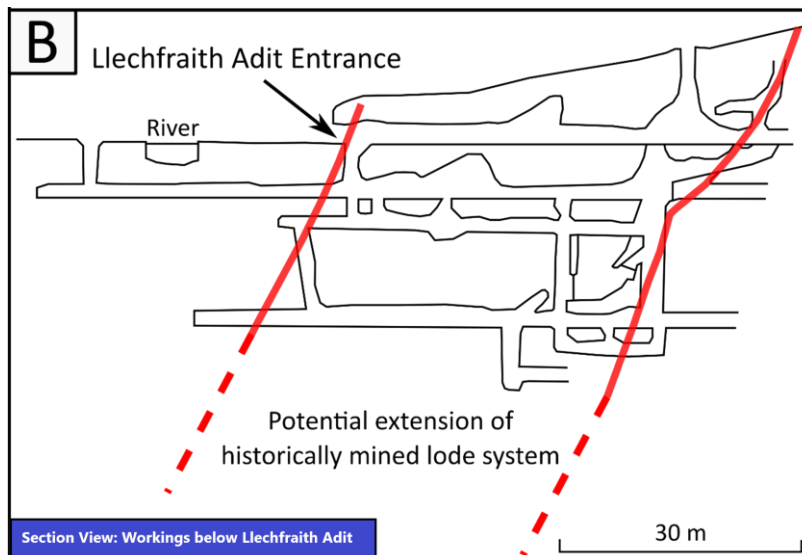 B
Llechfraith Adit Entrance
River
Potential extension of
historically mined lode system
Section View: Workings below Llechfraith Adit
30 m